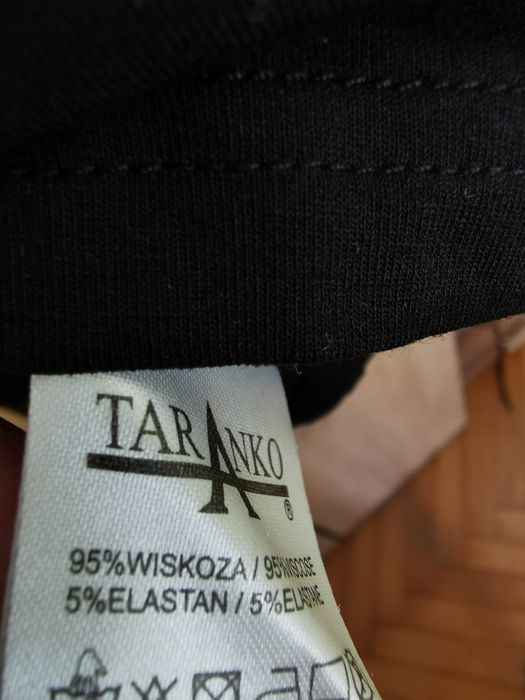 TARANKO
®
95%WISKOZA / 95%VISCOSE
5%ELASTAN / 5%ELASTANE